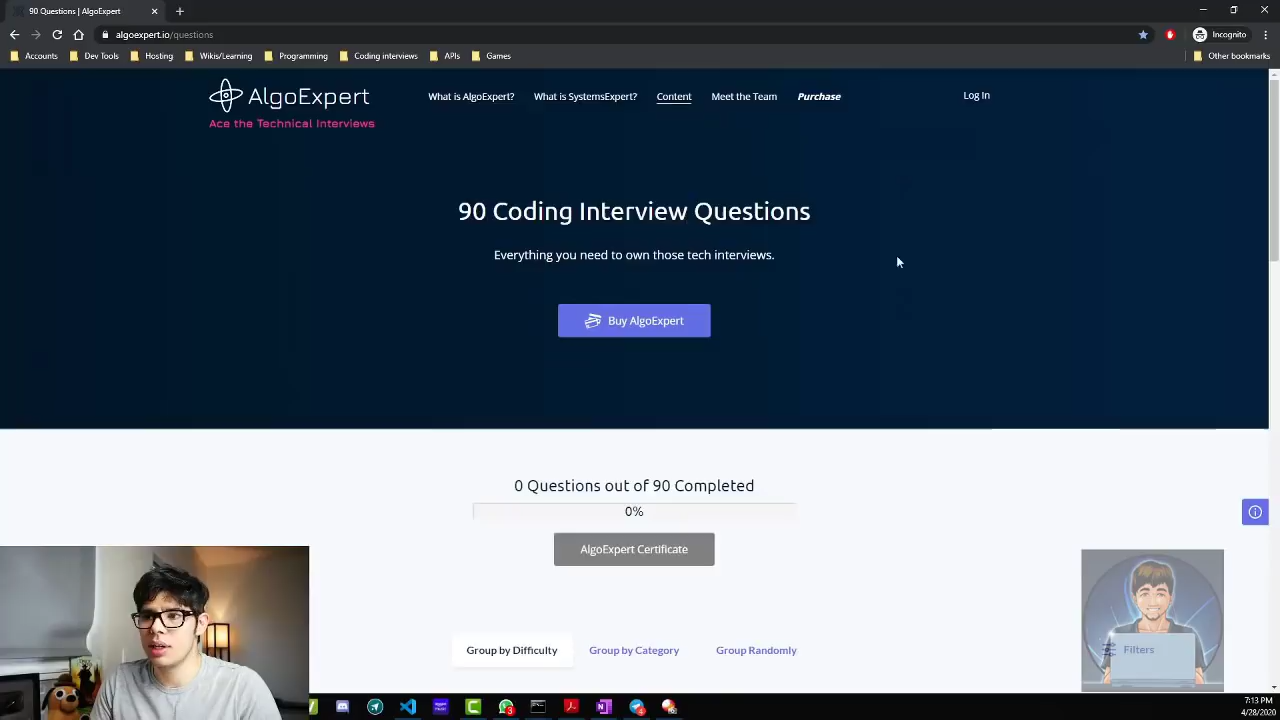 90 Questions | AlgoExpert
algoexpert.io/questions
Incognito
Accounts
Dev Tools
Hosting
Wikis/Learning
Programming
Coding interviews
APIs
Games
Other bookmarks
AlgoExpert
Ace the Technical Interviews
What is AlgoExpert?
What is SystemsExpert?
Content
Meet the Team
Purchase
Log In
90 Coding Interview Questions
Everything you need to own those tech interviews.
Buy AlgoExpert
0 Questions out of 90 Completed
0%
AlgoExpert Certificate
Group by Difficulty
Group by Category
Group Randomly
Filters
7:13 PM
4/28/2020